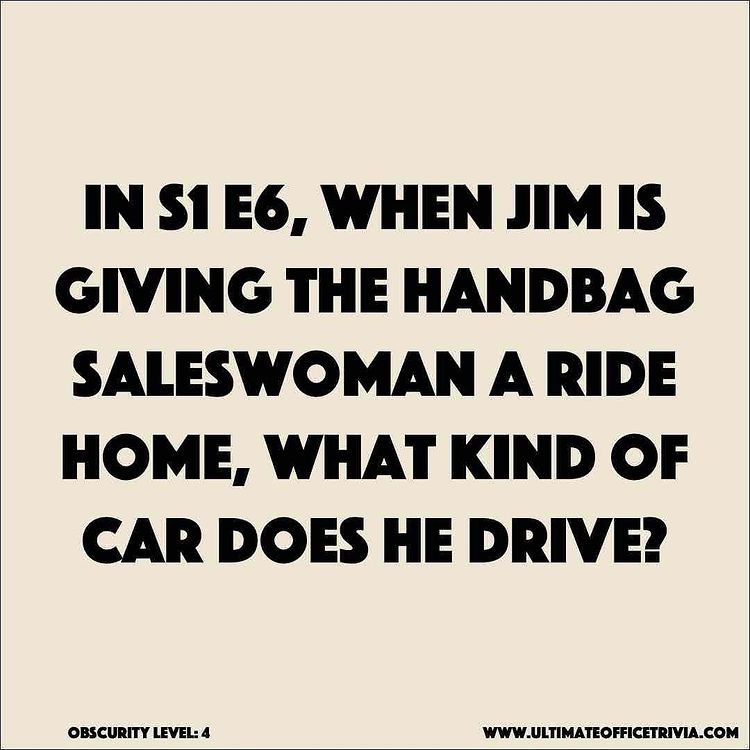 IN S1 E6, WHEN JIM IS
GIVING THE HANDBAG
SALESWOMAN A RIDE
HOME, WHAT KIND OF
CAR DOES HE DRIVE?
OBSCURITY LEVEL: 4
WWW.ULTIMATEOFFICETRIVIA.COM